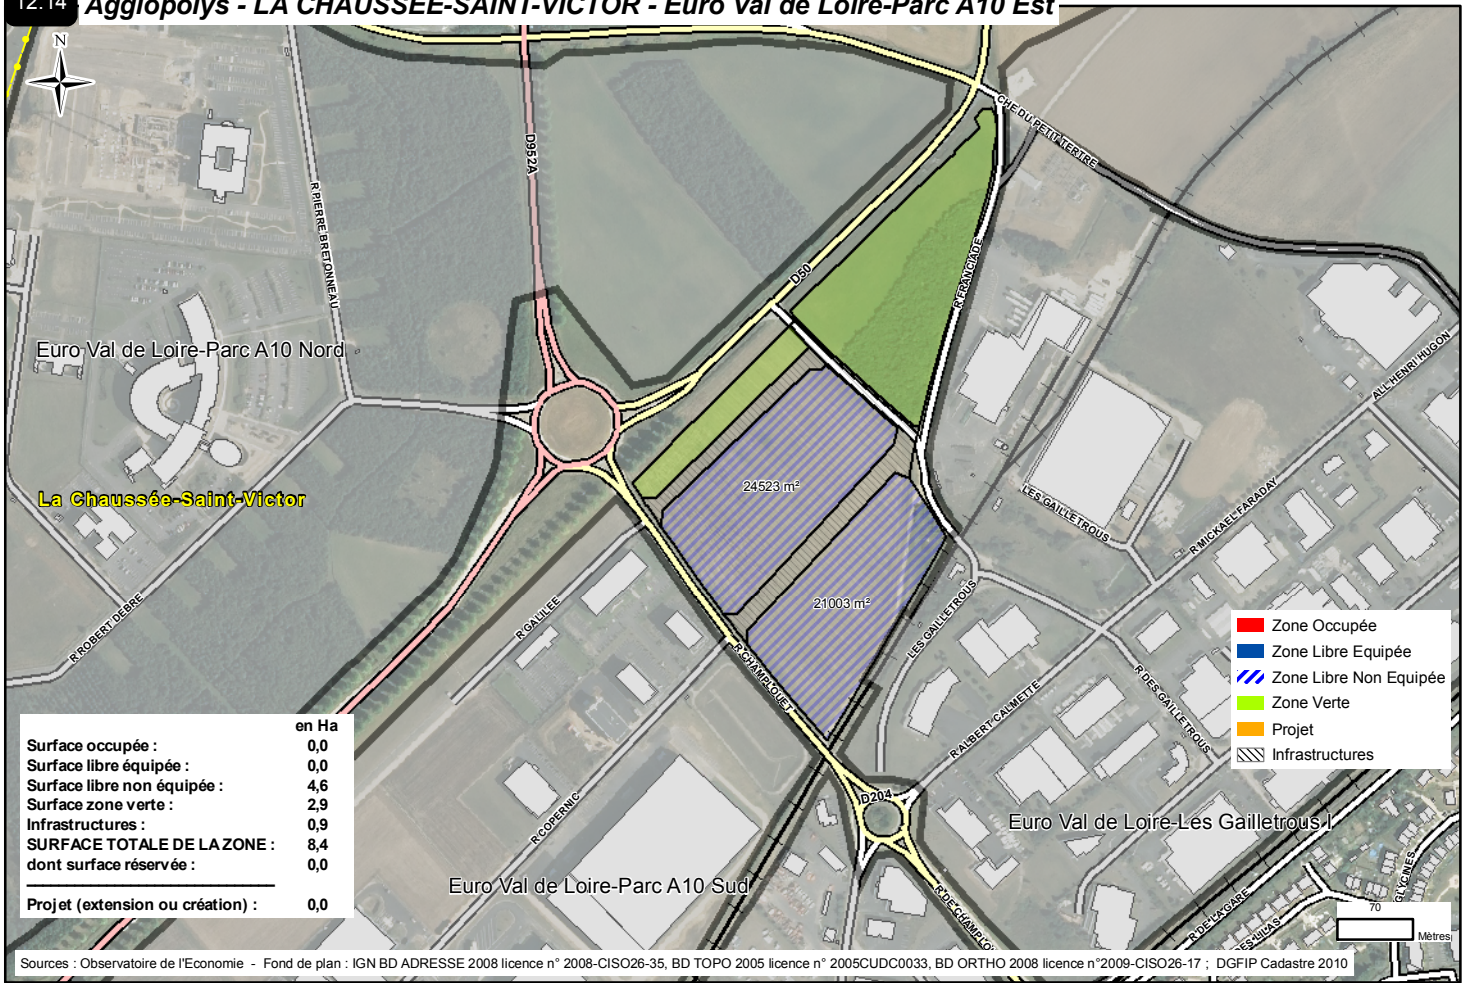 12.14 Agglopolys - LA CHAUSSEE-SAINT-VICTOR - Euro Val de Loire-Parc A10 Est
N
CHE DU PETIT TERTRE
D952A
R PIERRE BRETONNEAU
D50
R FRANCIADE
Euro Val de Loire-Parc A10 Nord
ALL HENRI HUGON
La Chaussée-Saint-Victor
24523 m²
LES GAILLETROUS
R MICKAEL FARADAY
21003 m²
R GALILEE
LES GAILLETROUS
R ROBERT DEBRE
R CHAMPLOUET
R DES GAILLETROUS
R ALBERT CALMETTE
Zone Occupée
Zone Libre Equipée
Zone Libre Non Equipée
Zone Verte
Projet
Infrastructures
en Ha
Surface occupée : 0,0
Surface libre équipée : 0,0
Surface libre non équipée : 4,6
Surface zone verte : 2,9
Infrastructures : 0,9
SURFACE TOTALE DE LA ZONE : 8,4
dont surface réservée : 0,0
Projet (extension ou création) : 0,0
R COPERNIC
D204
Euro Val de Loire-Les Gailletrous I
Euro Val de Loire-Parc A10 Sud
R DE CHAMPLOU
R DE LA GARE
DES LILAS
GLYCINES
70
Mètres
Sources : Observatoire de l'Economie - Fond de plan : IGN BD ADRESSE 2008 licence n° 2008-CISO26-35, BD TOPO 2005 licence n° 2005CUDC0033, BD ORTHO 2008 licence n°2009-CISO26-17 ; DGFIP Cadastre 2010